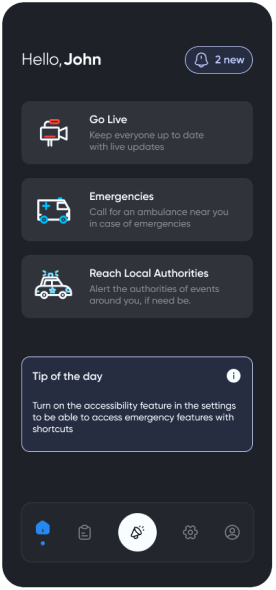 Hello, John
2 new
Go Live
Keep everyone up to date
with live updates
Emergencies
Call for an ambulance near you
in case of emergencies
Reach Local Authorities
Alert the authorities of events
around you, if need be.
Tip of the day
Turn on the accessibility feature in the settings
to be able to access emergency features with
shortcuts